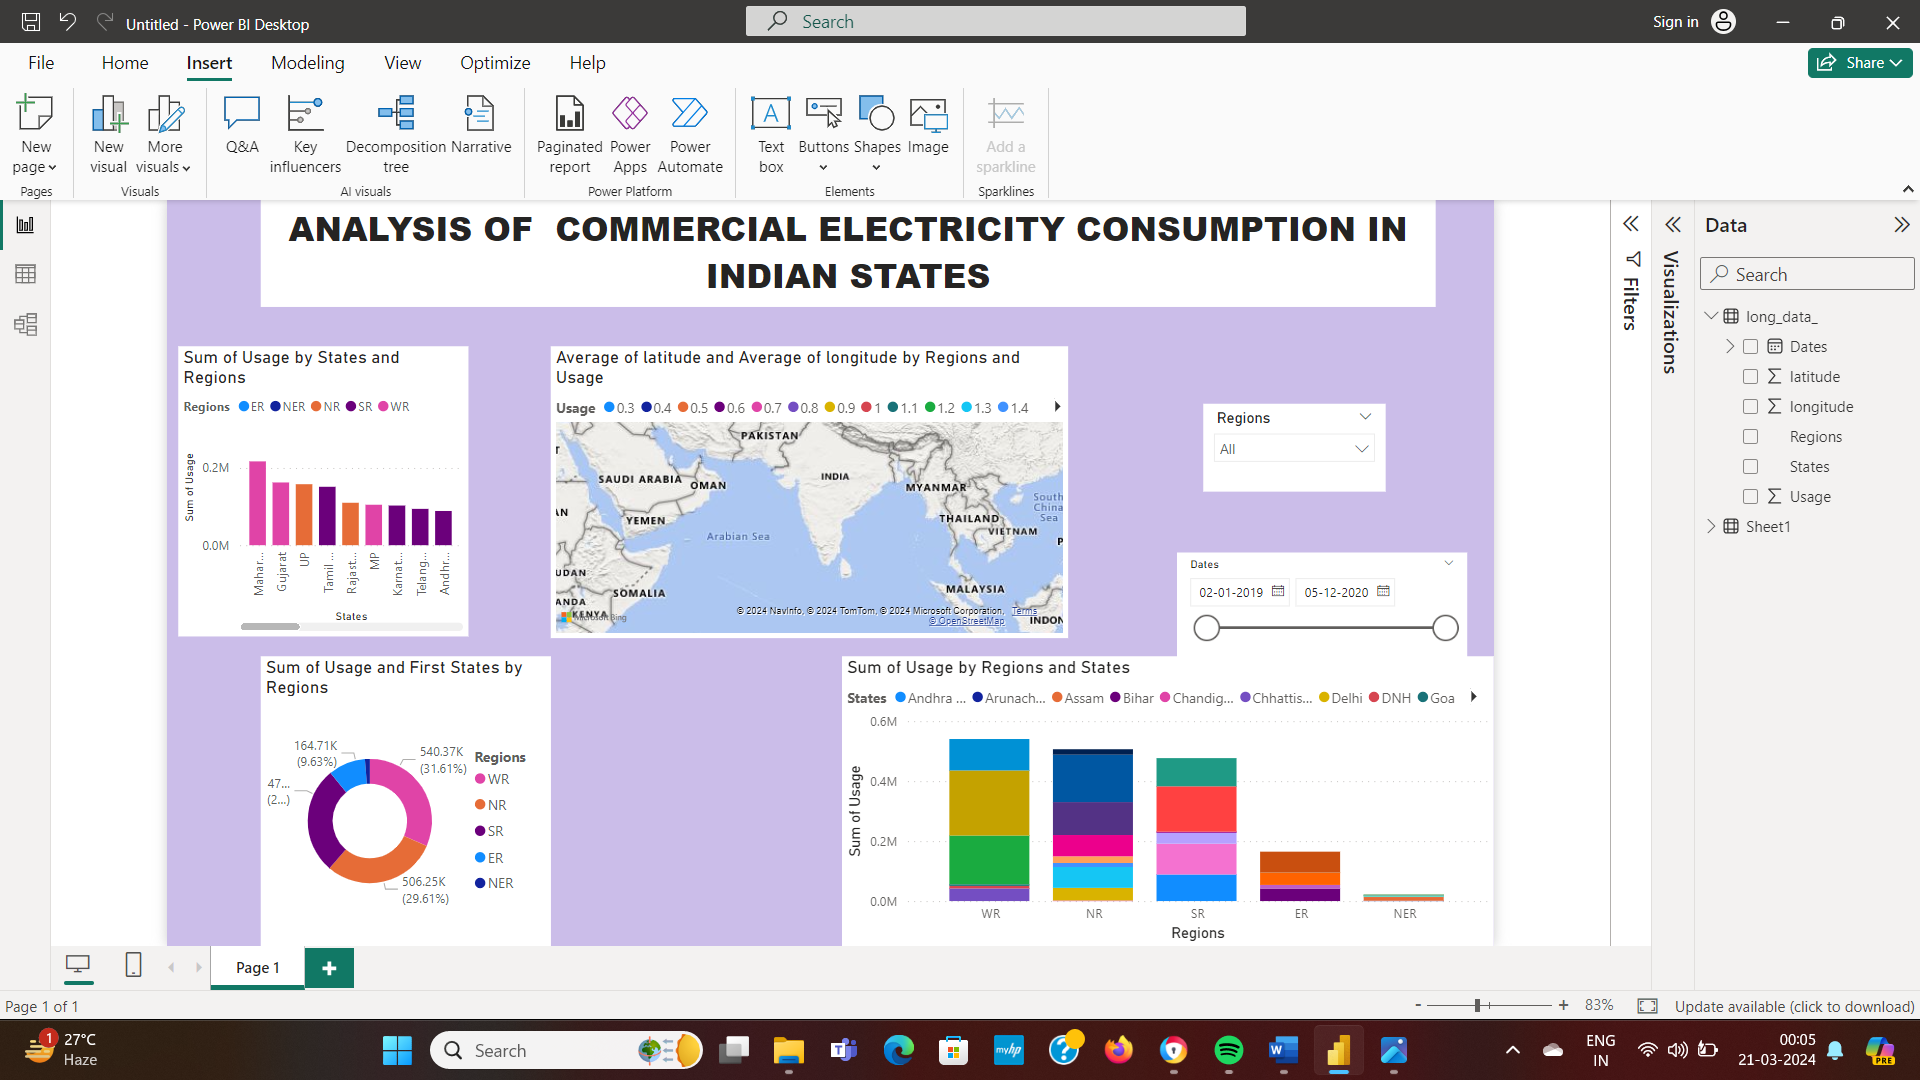 Untitled - Power BI Desktop
Search
Sign in
File Home Insert Modeling View Optimize Help
Share
New page
New visual
More visuals
Q&A
Key influencers
Decomposition tree
Narrative
Paginated report
Power Apps
Power Automate
Text box
Buttons
Shapes
Image
Add a sparkline
Pages Visuals AI visuals Power Platform Elements Sparklines
ANALYSIS OF COMMERCIAL ELECTRICITY CONSUMPTION IN
INDIAN STATES
Sum of Usage by States and
Regions
Regions ER NER NR SR WR
Sum of Usage
0.2M
0.0M
Mahar... Gujarat UP Tamil ... Rajast... MP Karnat... Telang... Andhr...
States
Average of latitude and Average of longitude by Regions and
Usage
Usage 0.3 0.4 0.5 0.6 0.7 0.8 0.9 1 1.1 1.2 1.3 1.4
PAKISTAN
INDIA
SAUDI ARABIA OMAN
MYANMAR
South
China
Sea
AN
YEMEN
THAILAND
VIETNAM
Arabian Sea
P
UDAN
SOMALIA
MALAYSIA
ANDA
KENYA
Microsoft Bing
© 2024 NavInfo, © 2024 TomTom, © 2024 Microsoft Corporation, Terms
© OpenStreetMap
INDON
Regions
All
Dates
02-01-2019 05-12-2020
Sum of Usage and First States by
Regions
164.71K
(9.63%)
540.37K
(31.61%)
47...
(2...)
506.25K
(29.61%)
Regions
WR
NR
SR
ER
NER
Sum of Usage by Regions and States
States Andhra ... Arunach... Assam Bihar Chandig... Chhattis... Delhi DNH Goa
Sum of Usage
0.6M
0.4M
0.2M
0.0M
WR NR SR ER NER
Regions
Filters
Visualizations
Data
Search
long_data_
Dates
latitude
longitude
Regions
States
Usage
Sheet1
Page 1
Page 1 of 1
- + 83%
Update available (click to download)
1
27°C
Haze
Search
myhp
ENG
IN
00:05
21-03-2024
PRE